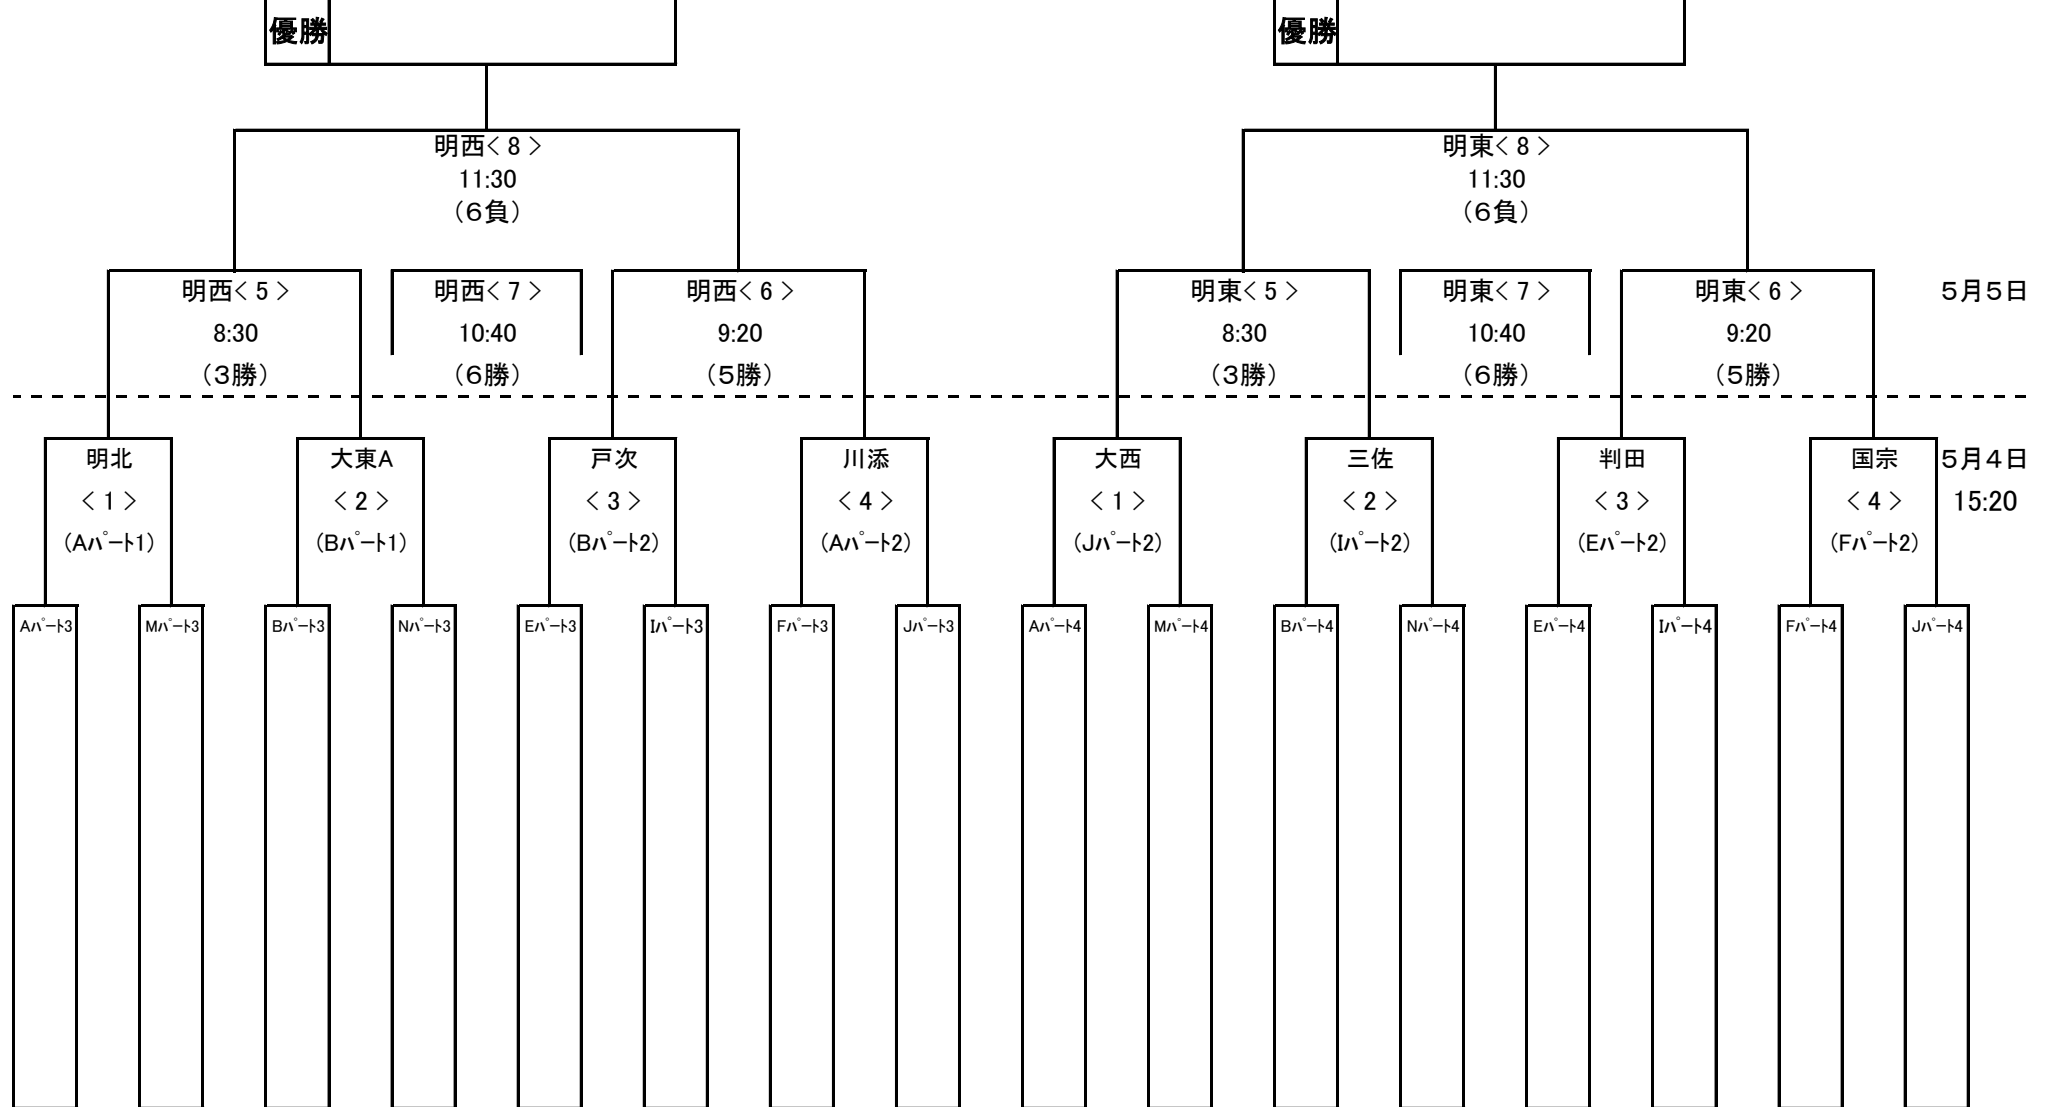 優勝
優勝
明西< 8 >
11:30
（６負）
明東< 8 >
11:30
（６負）
明西< 5 >
8:30
（３勝）
明西< 7 >
10:40
（６勝）
明西< 6 >
9:20
（５勝）
明東< 5 >
8:30
（３勝）
明東< 7 >
10:40
（６勝）
明東< 6 >
9:20
（５勝）
５月５日
明北
< 1 >
(Aﾊﾟｰﾄ1)
大東A
< 2 >
(Bﾊﾟｰﾄ1)
戸次
< 3 >
(Bﾊﾟｰﾄ2)
川添
< 4 >
(Aﾊﾟｰﾄ2)
大西
< 1 >
(Jﾊﾟｰﾄ2)
三佐
< 2 >
(Iﾊﾟｰﾄ2)
判田
< 3 >
(Eﾊﾟｰﾄ2)
国宗
< 4 >
(Fﾊﾟｰﾄ2)
５月４日
15:20
Aﾊﾟｰﾄ3
Mﾊﾟｰﾄ3
Bﾊﾟｰﾄ3
Nﾊﾟｰﾄ3
Eﾊﾟｰﾄ3
Iﾊﾟｰﾄ3
Fﾊﾟｰﾄ3
Jﾊﾟｰﾄ3
Aﾊﾟｰﾄ4
Mﾊﾟｰﾄ4
Bﾊﾟｰﾄ4
Nﾊﾟｰﾄ4
Eﾊﾟｰﾄ4
Iﾊﾟｰﾄ4
Fﾊﾟｰﾄ4
Jﾊﾟｰﾄ4